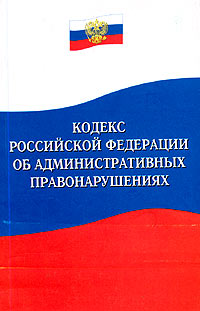 КОДЕКС
РОССИЙСКОЙ ФЕДЕРАЦИИ
ОБ АДМИНИСТРАТИВНЫХ
ПРАВОНАРУШЕНИЯХ